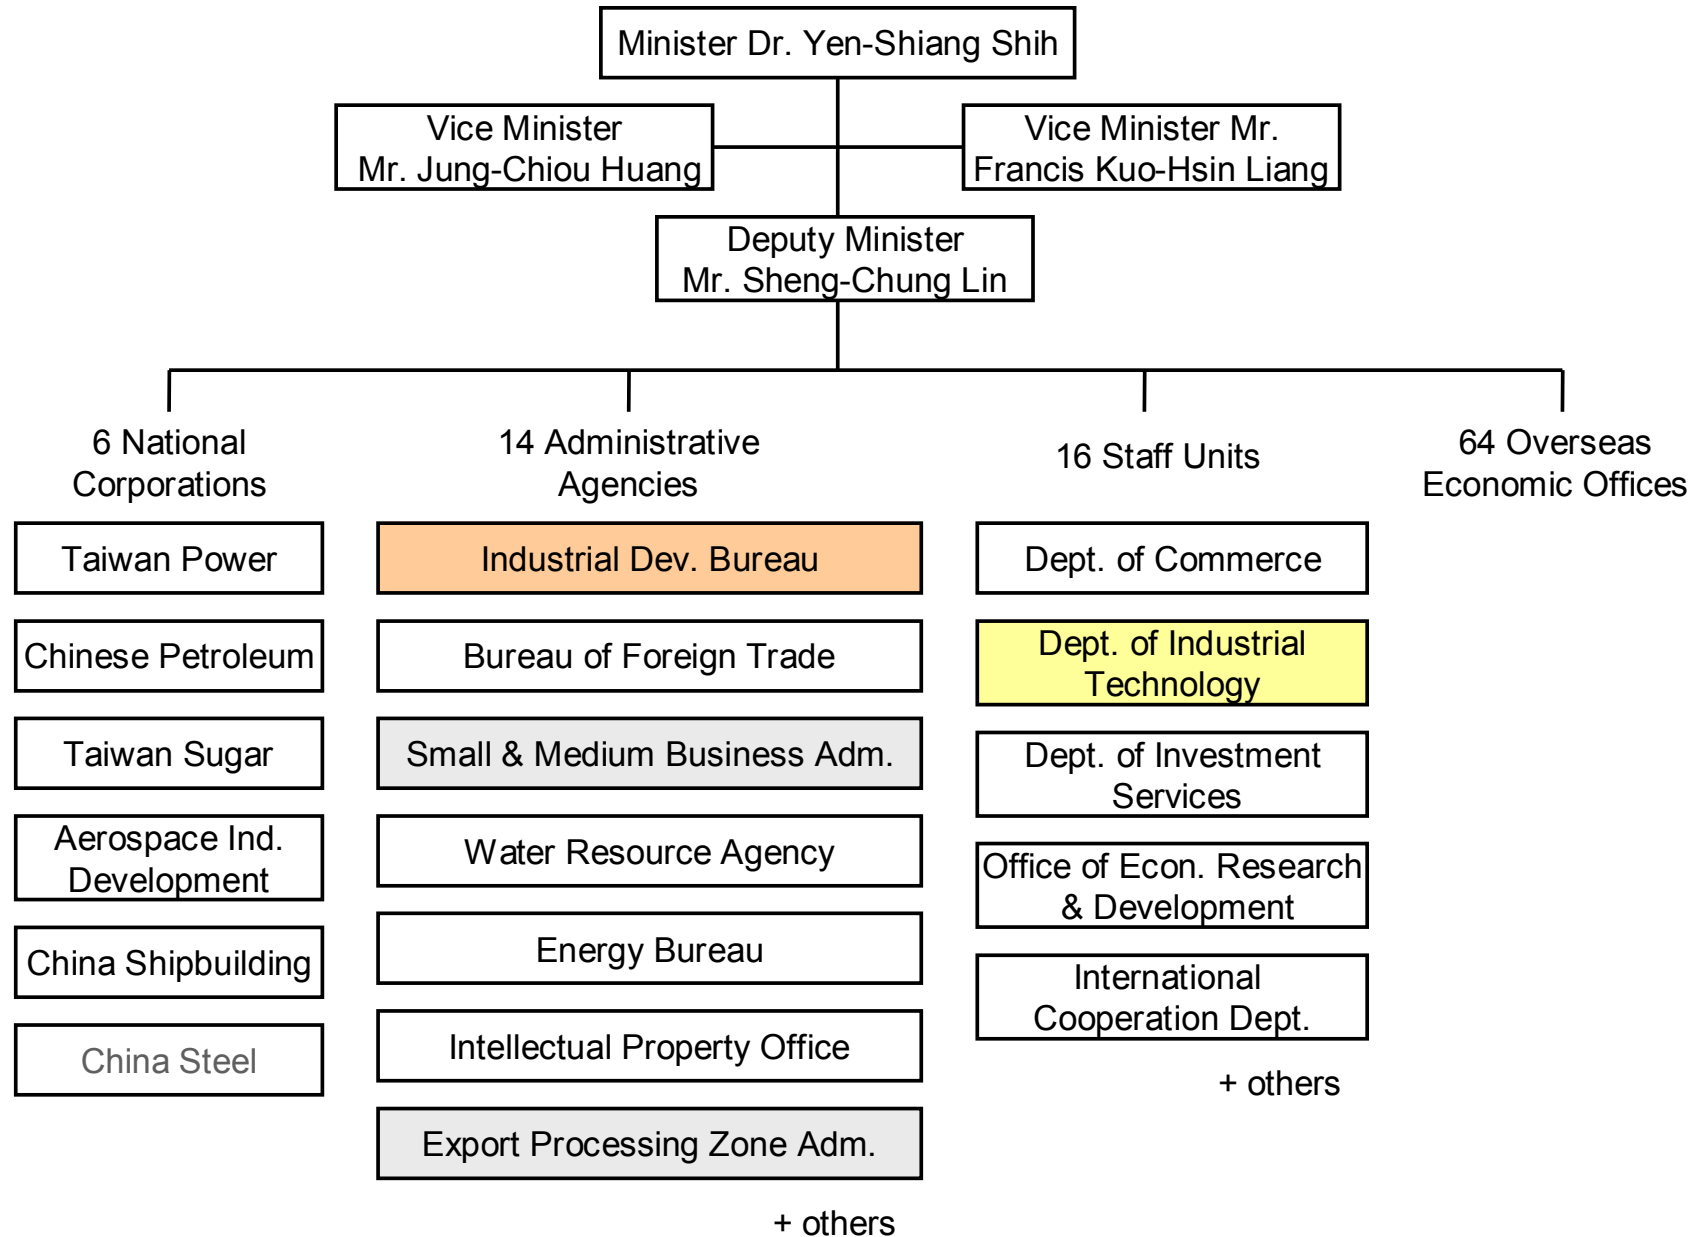 Minister Dr. Yen-Shiang Shih
Vice Minister
Mr. Jung-Chiou Huang
Vice Minister Mr.
Francis Kuo-Hsin Liang
Deputy Minister
Mr. Sheng-Chung Lin
6 National
Corporations
Taiwan Power
Chinese Petroleum
Taiwan Sugar
Aerospace Ind.
Development
China Shipbuilding
China Steel
14 Administrative
Agencies
Industrial Dev. Bureau
Bureau of Foreign Trade
Small & Medium Business Adm.
Water Resource Agency
Energy Bureau
Intellectual Property Office
Export Processing Zone Adm.
+ others
16 Staff Units
Dept. of Commerce
Dept. of Industrial
Technology
Dept. of Investment
Services
Office of Econ. Research
& Development
International
Cooperation Dept.
+ others
64 Overseas
Economic Offices